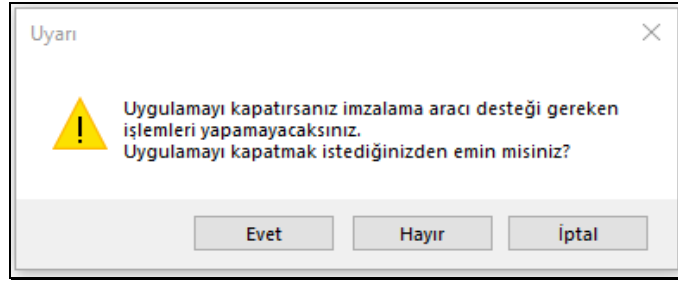 Uyarı
Uygulamayı kapatırsanız imzalama aracı desteği gereken
işlemleri yapamayacaksınız.
Uygulamayı kapatmak istediğinizden emin misiniz?
Evet
Hayır
İptal